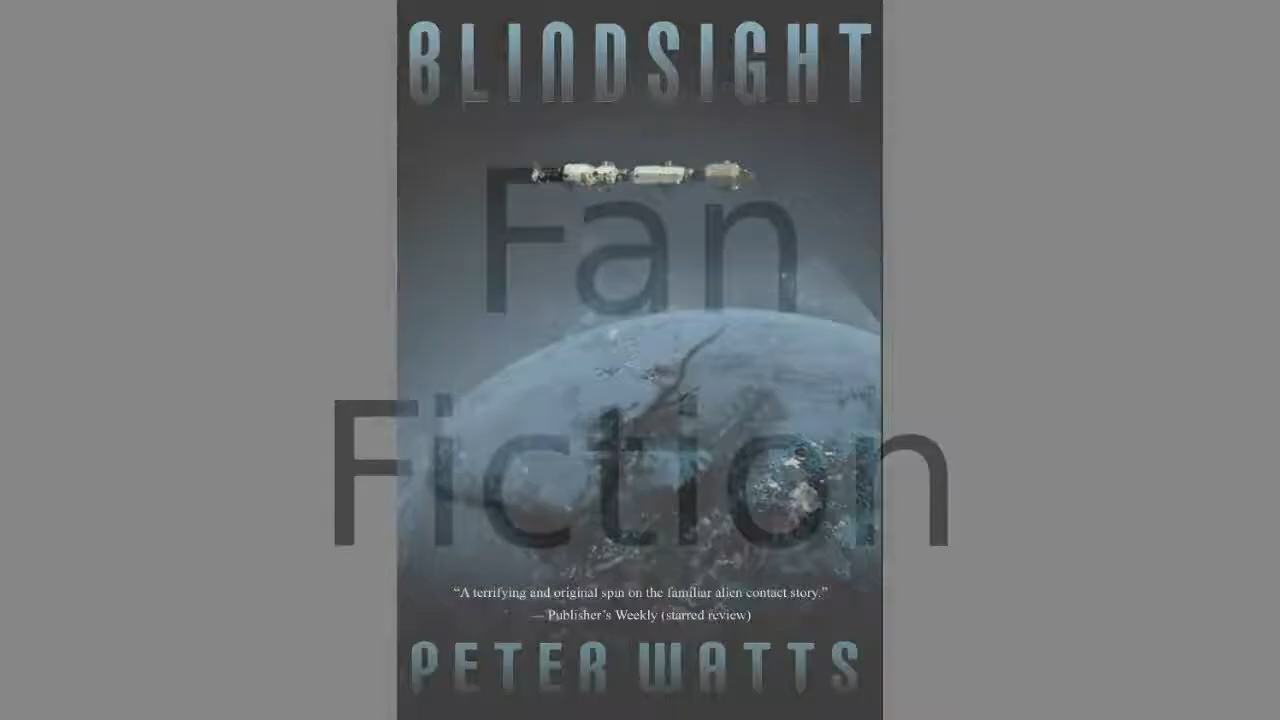 BLINDSIGHT
Fan
Fiction
“A terrifying and original spin on the familiar alien contact story.”
— Publisher’s Weekly (starred review)
PETER WATTS